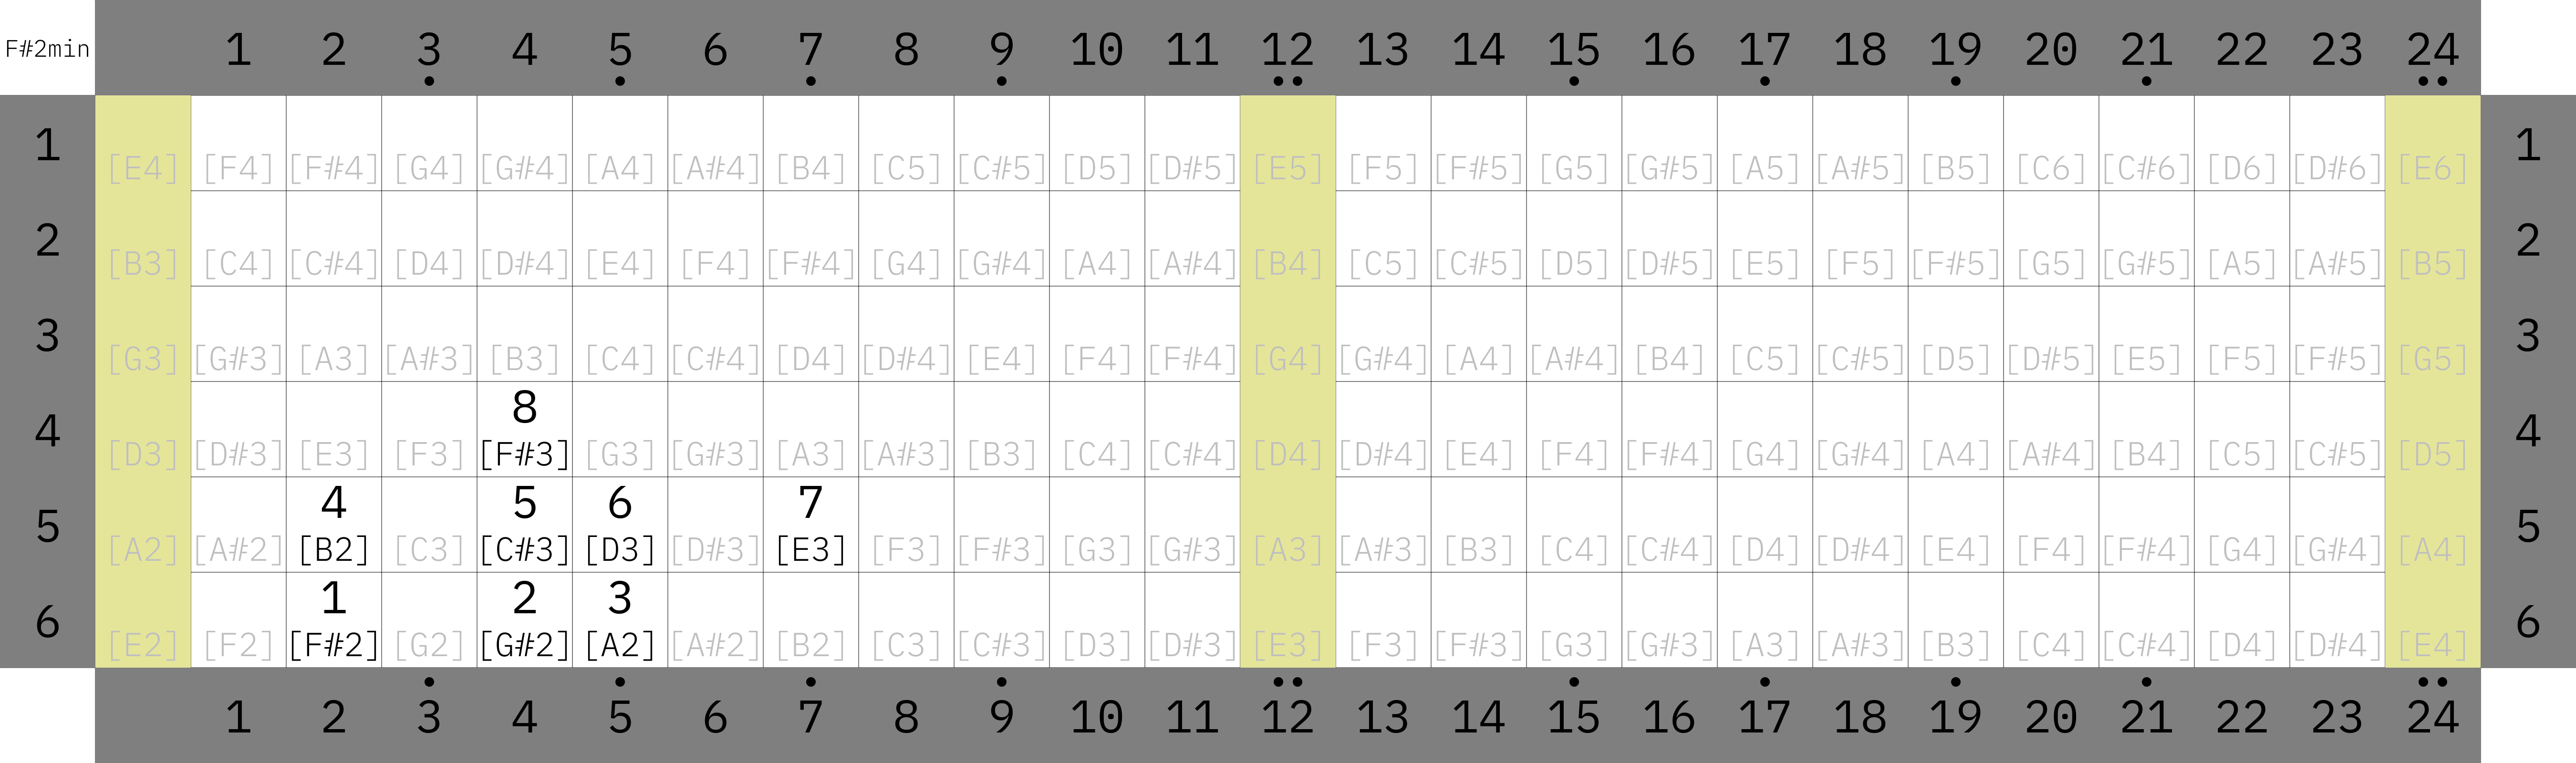 F#2min 1 2 3 4 5 6 7 8 9 10 11 12 13 14 15 16 17 18 19 20 21 22 23 24
1 [E4] [F4] [F#4] [G4] [G#4] [A4] [A#4] [B4] [C5] [C#5] [D5] [D#5] [E5] [F5] [F#5] [G5] [G#5] [A5] [A#5] [B5] [C6] [C#6] [D6] [D#6] [E6] 1
2 [B3] [C4] [C#4] [D4] [D#4] [E4] [F4] [F#4] [G4] [G#4] [A4] [A#4] [B4] [C5] [C#5] [D5] [D#5] [E5] [F5] [F#5] [G5] [G#5] [A5] [A#5] [B5] 2
3 [G3] [G#3] [A3] [A#3] [B3] [C4] [C#4] [D4] [D#4] [E4] [F4] [F#4] [G4] [G#4] [A4] [A#4] [B4] [C5] [C#5] [D5] [D#5] [E5] [F5] [F#5] [G5] 3
8
4 [D3] [D#3] [E3] [F3] [F#3] [G3] [G#3] [A3] [A#3] [B3] [C4] [C#4] [D4] [D#4] [E4] [F4] [F#4] [G4] [G#4] [A4] [A#4] [B4] [C5] [C#5] [D5] 4
4 5 6 7
5 [A2] [A#2] [B2] [C3] [C#3] [D3] [D#3] [E3] [F3] [F#3] [G3] [G#3] [A3] [A#3] [B3] [C4] [C#4] [D4] [D#4] [E4] [F4] [F#4] [G4] [G#4] [A4] 5
1 2 3
6 [E2] [F2] [F#2] [G2] [G#2] [A2] [A#2] [B2] [C3] [C#3] [D3] [D#3] [E3] [F3] [F#3] [G3] [G#3] [A3] [A#3] [B3] [C4] [C#4] [D4] [D#4] [E4] 6
1 2 3 4 5 6 7 8 9 10 11 12 13 14 15 16 17 18 19 20 21 22 23 24